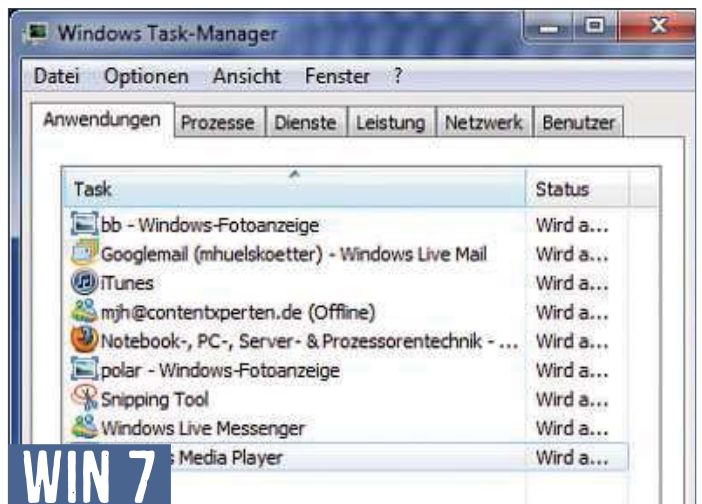 Windows Task-Manager
Datei Optionen Ansicht Fenster ?
Anwendungen Prozesse Dienste Leistung Netzwerk Benutzer
Task Status
bb - Windows-Fotoanzeige Wird a...
Googlemail (mhuelskoetter) - Windows Live Mail Wird a...
iTunes Wird a...
mjh@contentxperten.de (Offline) Wird a...
Notebook-, PC-, Server- & Prozessorentechnik - ... Wird a...
polar - Windows-Fotoanzeige Wird a...
Snipping Tool Wird a...
Windows Live Messenger Wird a...
Media Player Wird a...
WIN 7